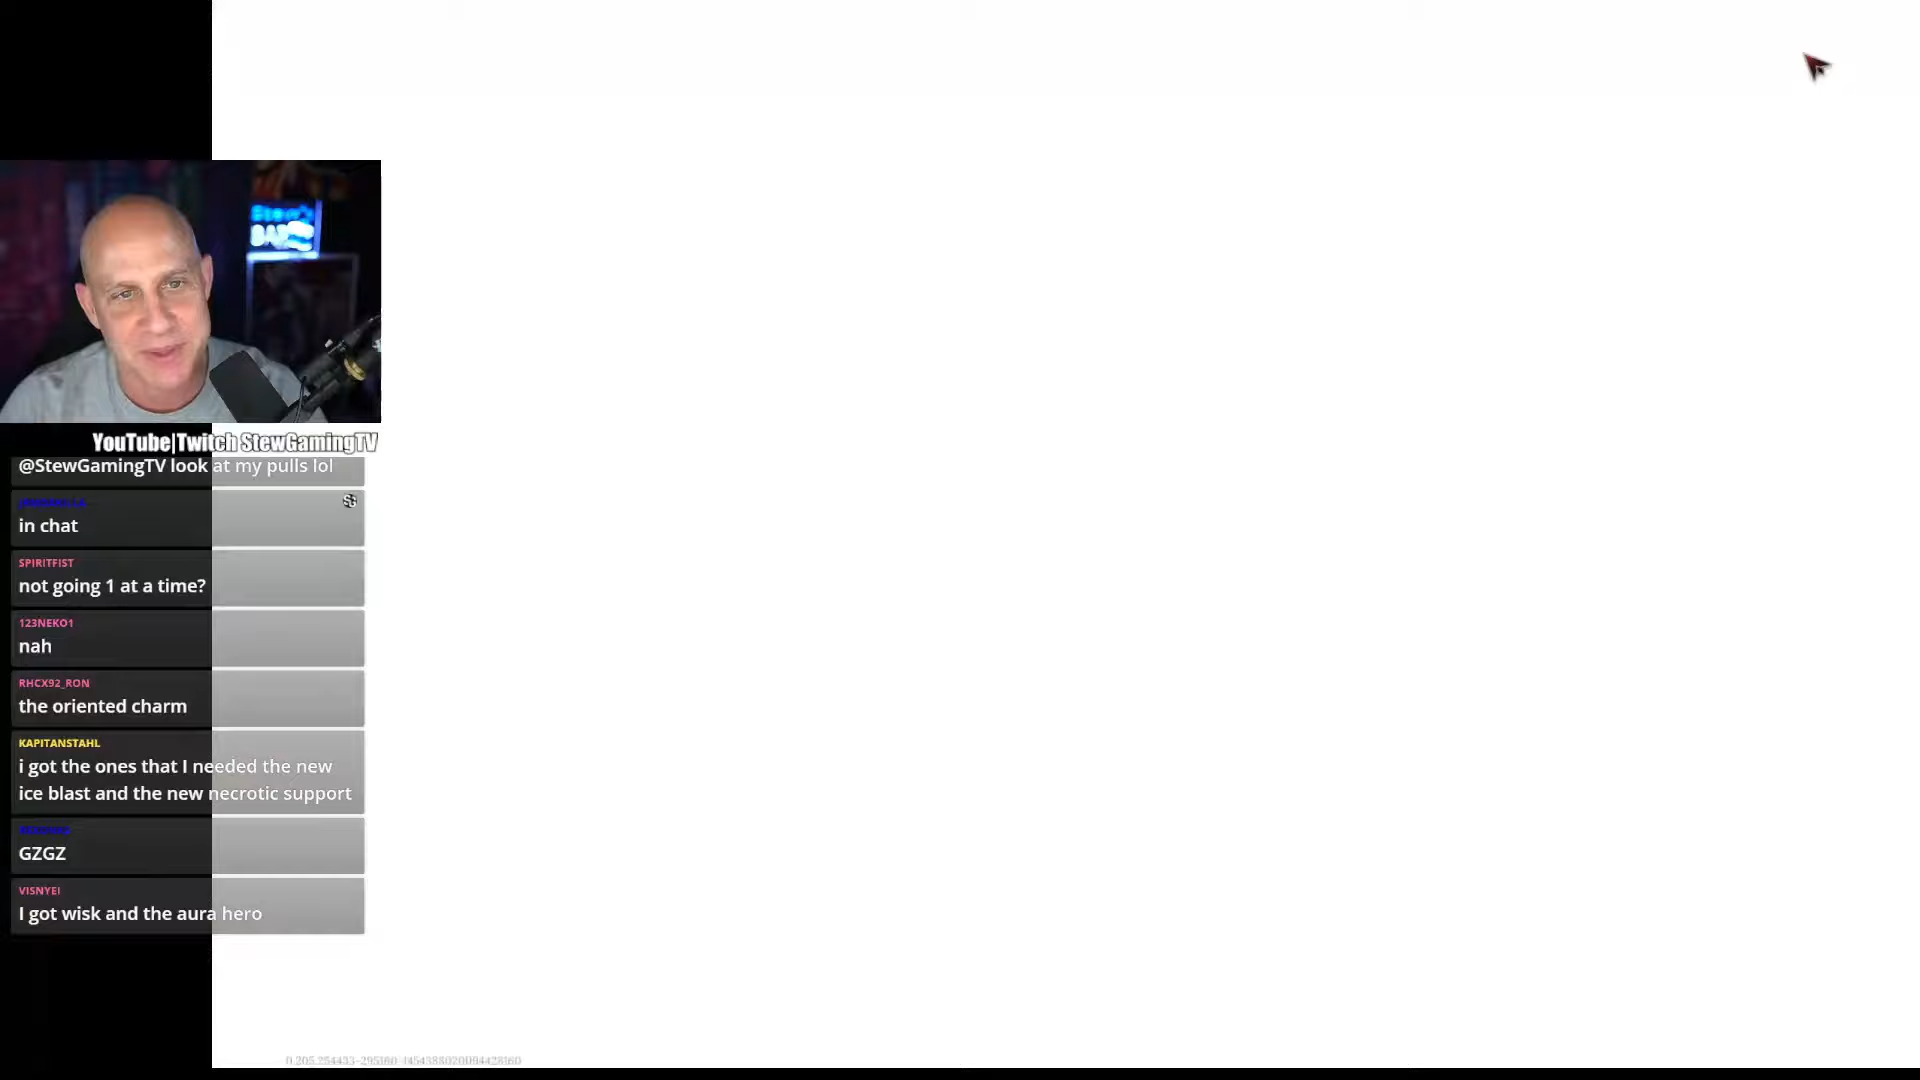 YouTube|Twitch StewGamingTV
@StewGamingTV look at my pulls lol
in chat
SPIRITFIST
not going 1 at a time?
123NEKO1
nah
RHCX92_RON
the oriented charm
KAPITANSTAHL
i got the ones that I needed the new
ice blast and the new necrotic support
GZGZ
VISNYEI
I got wisk and the aura hero